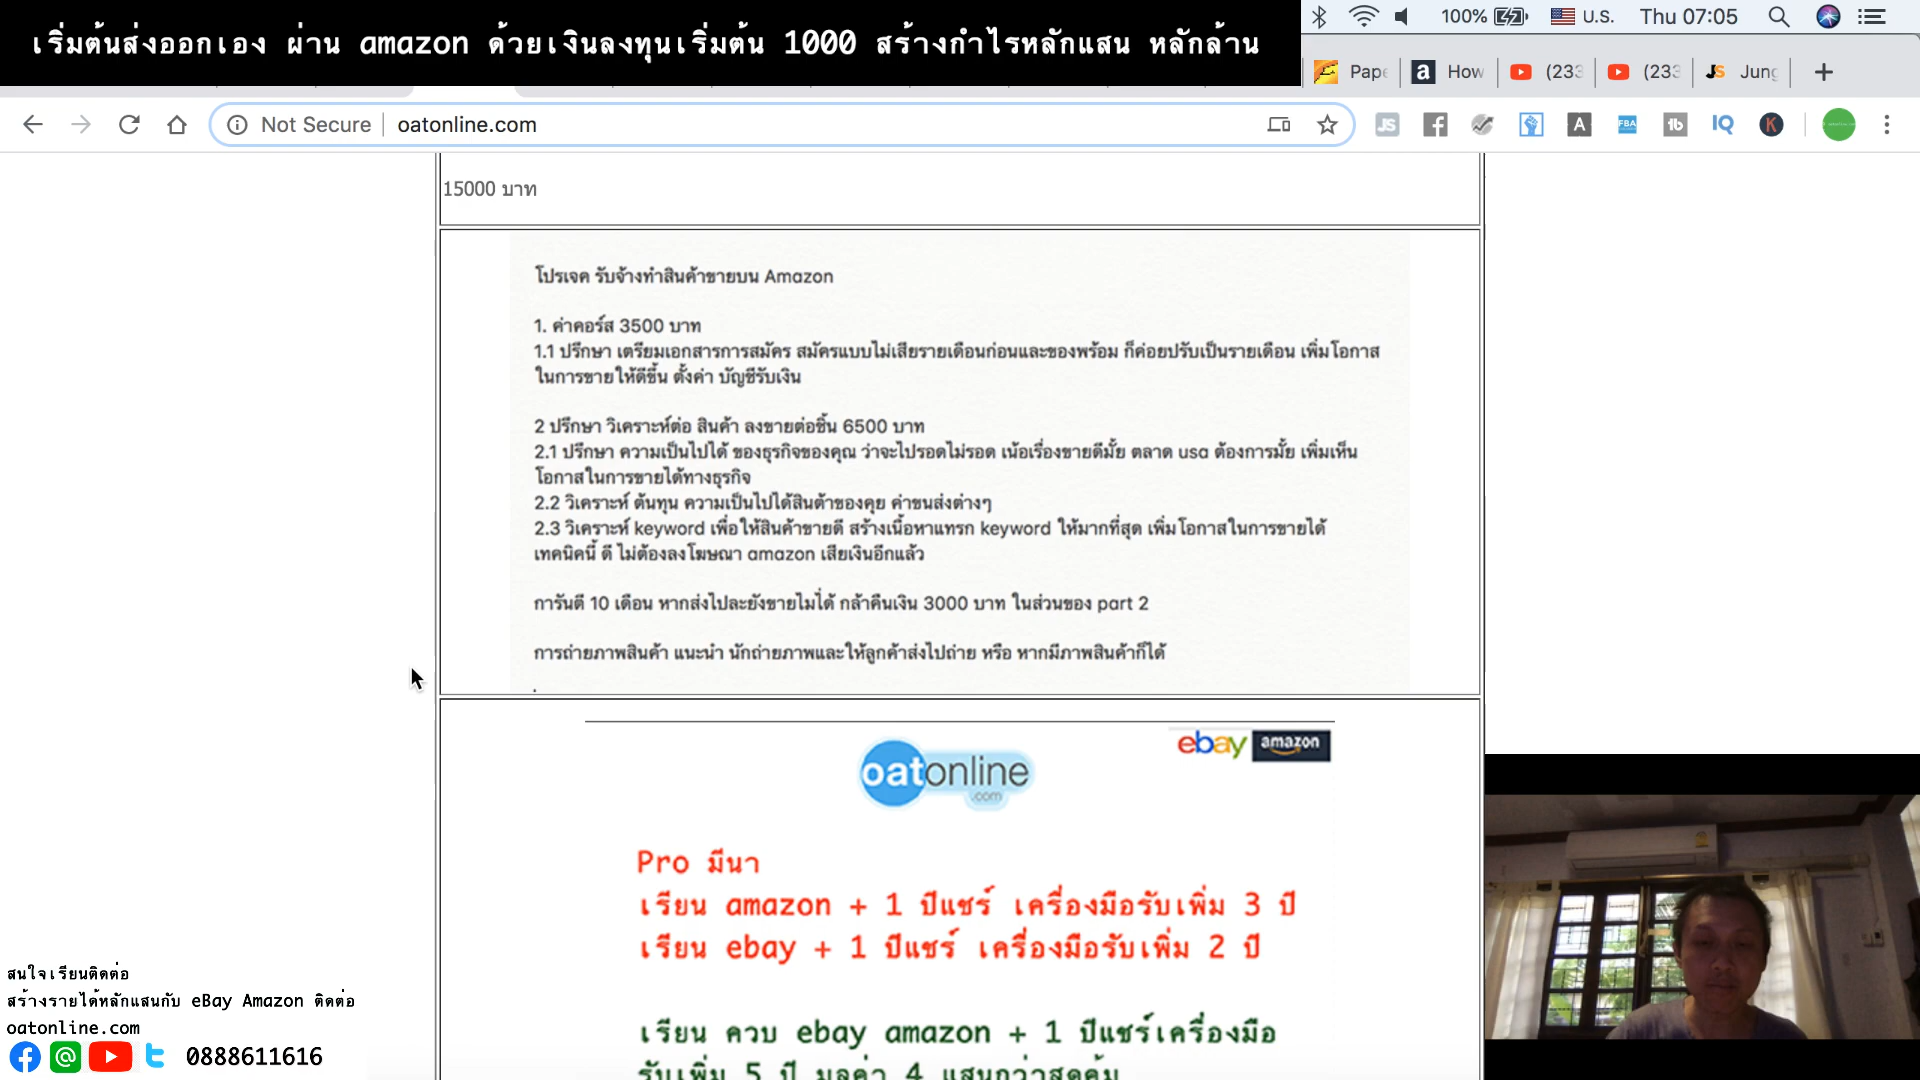 เริ่มต้นส่งออกเอง ผ่าน amazon ด้วยเงินลงทุนเริ่มต้น 1000 สร้างกำไรหลักแสน หลักล้าน
100%
U.S.
Thu 07:05
Pape
How
(233
(233
Jung
Not Secure
oatonline.com
15000 บาท
โปรเจค รับจ้างทำสินค้าขายบน Amazon
1. ค่าคอร์ส 3500 บาท
1.1 ปรึกษา เตรียมเอกสารการสมัคร สมัครแบบไม่เสียรายเดือนก่อนและของพร้อม ก็ค่อยปรับเป็นรายเดือน เพิ่มโอกาส
ในการขายให้ดีขึ้น ตั้งค่า บัญชีรับเงิน
2 ปรึกษา วิเคราะห์ต่อ สินค้า ลงขายต่อชิ้น 6500 บาท
2.1 ปรึกษา ความเป็นไปได้ ของธุรกิจของคุณ ว่าจะไปรอดไม่รอด เน้อเรื่องขายดีมั้ย ตลาด usa ต้องการมั้ย เพิ่มเห็น
โอกาสในการขายได้ทางธุรกิจ
2.2 วิเคราะห์ ต้นทุน ความเป็นไปได้สินต้าของคุย ค่าขนส่งต่างๆ
2.3 วิเคราะห์ keyword เพื่อให้สินค้าขายดี สร้างเนื้อหาแทรก keyword ให้มากที่สุด เพิ่มโอกาสในการขายได้
เทคนิคนี้ ดี ไม่ต้องลงโฆษณา amazon เสียเงินอีกแล้ว
การันตี 10 เดือน หากส่งไปละยังขายไมไ่ด้ กล้าคืนเงิน 3000 บาท ในส่วนของ part 2
การถ่ายภาพสินค้า แนะนำ นักถ่ายภาพและให้ลูกค้าส่งไปถ่าย หรือ หากมีภาพสินค้าก็ได้
.
ebay amazon
oatonline
.com
Pro มีนา
เรียน amazon + 1 ปีแชร์ เครื่องมือรับเพิ่ม 3 ปี
เรียน ebay + 1 ปีแชร์ เครื่องมือรับเพิ่ม 2 ปี
เรียน ควบ ebay amazon + 1 ปีแชร์เครื่องมือ
รับเพิ่ม 5 ปี มูลค่า 4 แสนกว่าสุดคุ้ม
สนใจเรียนติดต่อ
สร้างรายได้หลักแสนกับ eBay Amazon ติดต่อ
oatonline.com
0888611616